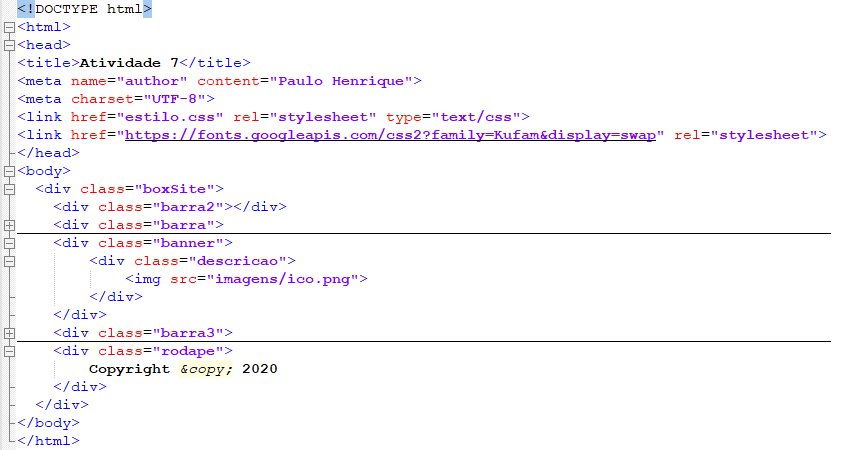 <!DOCTYPE html>
<html>
<head>
<title>Atividade 7</title>
<meta name="author" content="Paulo Henrique">
<meta charset="UTF-8">
<link href="estilo.css" rel="stylesheet" type="text/css">
<link href="https://fonts.googleapis.com/css2?family=Kufam&display=swap" rel="stylesheet">
</head>
<body>
<div class="boxSite">
<div class="barra2"></div>
<div class="barra">
<div class="banner">
<div class="descricao">
<img src="imagens/ico.png">
</div>
</div>
<div class="barra3">
<div class="rodape">
Copyright &copy; 2020
</div>
</div>
</body>
</html>